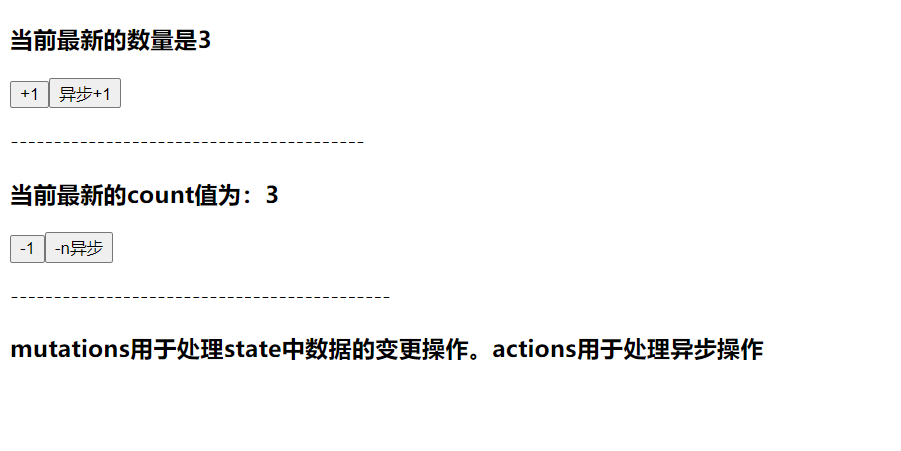 当前最新的数量是3
+1 异步+1
-----------------------------------------
当前最新的count值为：3
-1 -n异步
--------------------------------------------
mutations用于处理state中数据的变更操作。actions用于处理异步操作